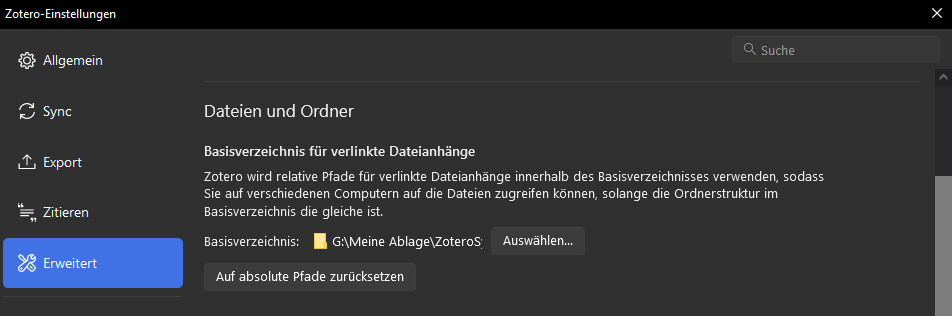 Zotero-Einstellungen
Suche
Allgemein
Sync
Export
Zitieren
Erweitert
Dateien und Ordner
Basisverzeichnis für verlinkte Dateianhänge
Zotero wird relative Pfade für verlinkte Dateianhänge innerhalb des Basisverzeichnisses verwenden, sodass
Sie auf verschiedenen Computern auf die Dateien zugreifen können, solange die Ordnerstruktur im
Basisverzeichnis die gleiche ist.
Basisverzeichnis: G:\Meine Ablage\ZoteroSy Auswählen...
Auf absolute Pfade zurücksetzen